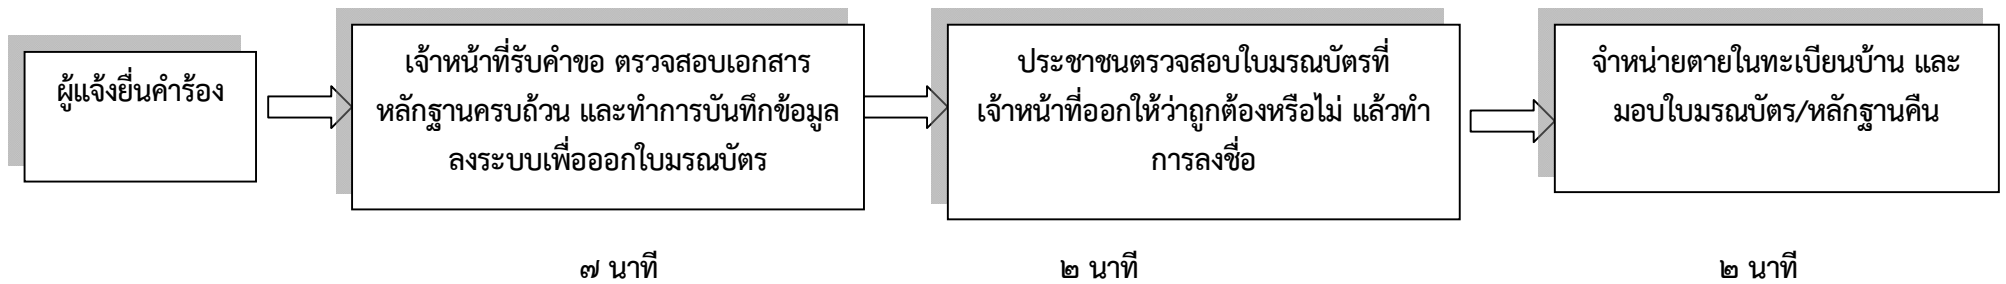 ผู้แจ้งยื่นคำร้อง
เจ้าหน้าที่รับคำขอ ตรวจสอบเอกสาร
หลักฐานครบถ้วน และทำการบันทึกข้อมูล
ลงระบบเพื่อออกใบมรณบัตร
ประชาชนตรวจสอบใบมรณบัตรที่
เจ้าหน้าที่ออกให้ว่าถูกต้องหรือไม่ แล้วทำ
การลงชื่อ
จำหน่ายตายในทะเบียนบ้าน และ
มอบใบมรณบัตร/หลักฐานคืน
๗ นาที
๒ นาที
๒ นาที